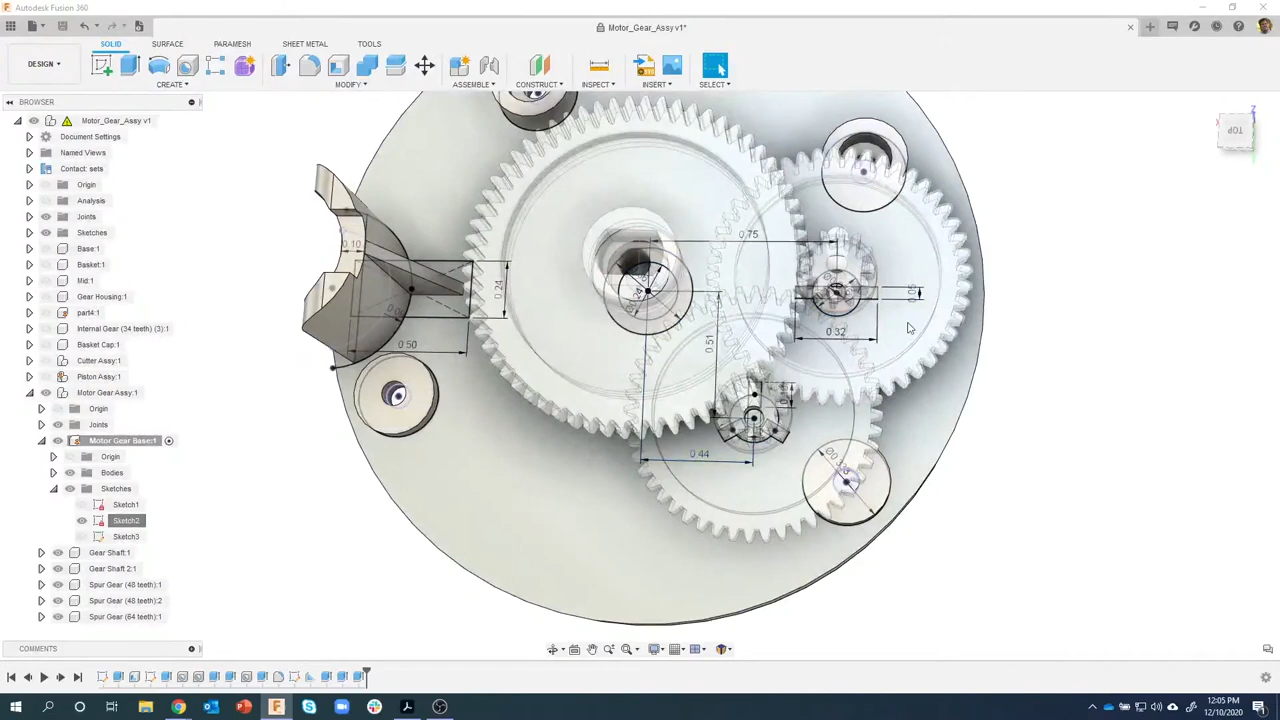 Autodesk Fusion 360
Motor_Gear_Assy v1*
DESIGN
SOLID SURFACE PARAMESH SHEET METAL TOOLS
CREATE MODIFY ASSEMBLE CONSTRUCT INSPECT INSERT SELECT
BROWSER
Motor_Gear_Assy v1
Document Settings
Named Views
Contact: sets
Origin
Analysis
Joints
Sketches
Base:1
Basket:1
Mid:1
Gear Housing:1
part4:1
Internal Gear (34 teeth) (3):1
Basket Cap:1
Cutter Assy:1
Piston Assy:1
Motor Gear Assy:1
Origin
Joints
Motor Gear Base:1
Origin
Bodies
Sketches
Sketch1
Sketch2
Sketch3
Gear Shaft:1
Gear Shaft 2:1
Spur Gear (48 teeth):1
Spur Gear (48 teeth):2
Spur Gear (64 teeth):1
COMMENTS
Z
TOP
0.75
0.10
0.24
0.50
0.51
0.32
0.44
12:05 PM
12/10/2020